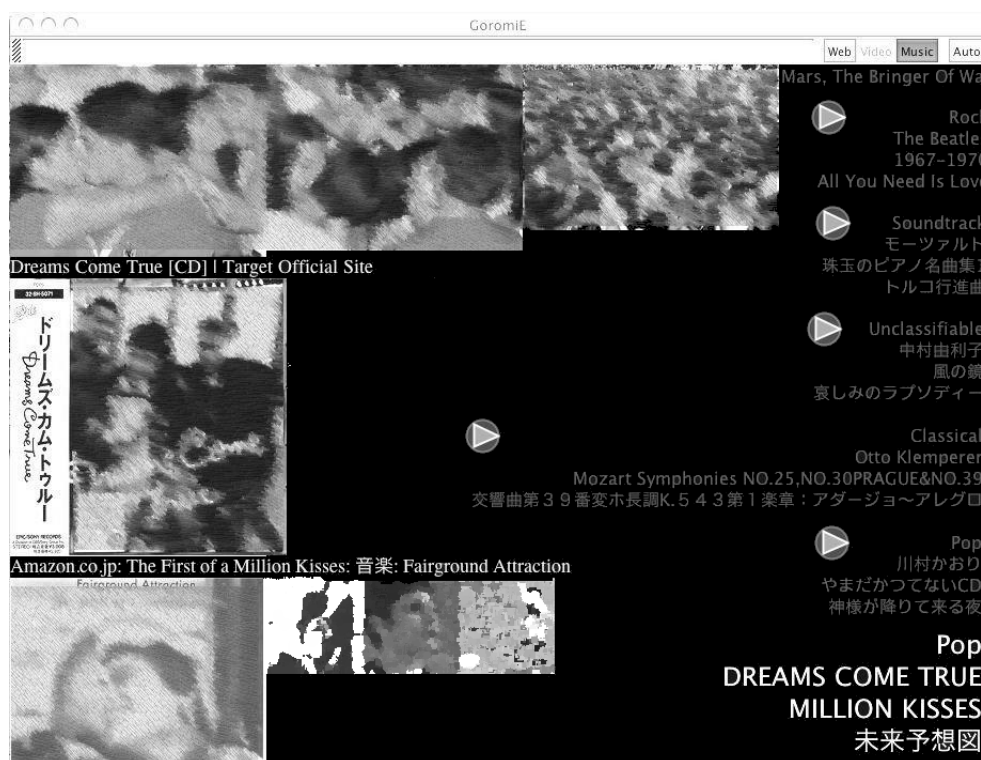 GoromiE
Web Video Music Auto
Mars, The Bringer Of Wa
Rock
The Beatle
1967-1970
All You Need Is Love
Soundtrack
モーツァルト
珠玉のピアノ名曲集
トルコ行進曲
Dreams Come True [CD] | Target Official Site
32・8H-5071
ドリームズ・カム・トゥルー
Dreams Come True
EPIC/SONY RECORDS
Unclassifiable
中村由利子
風の鏡
哀しみのラプソディー
Classical
Otto Klemperer
Mozart Symphonies NO.25,NO.30PRAGUE&NO.39
交響曲第３９番変ホ長調K.５４３第１楽章：アダージョ〜アレグロ
Pop
川村かおり
やまだかつてないCD
神様が降りて来る夜
Amazon.co.jp: The First of a Million Kisses: 音楽: Fairground Attraction
Fairground Attraction
Pop
DREAMS COME TRUE
MILLION KISSES
未来予想図